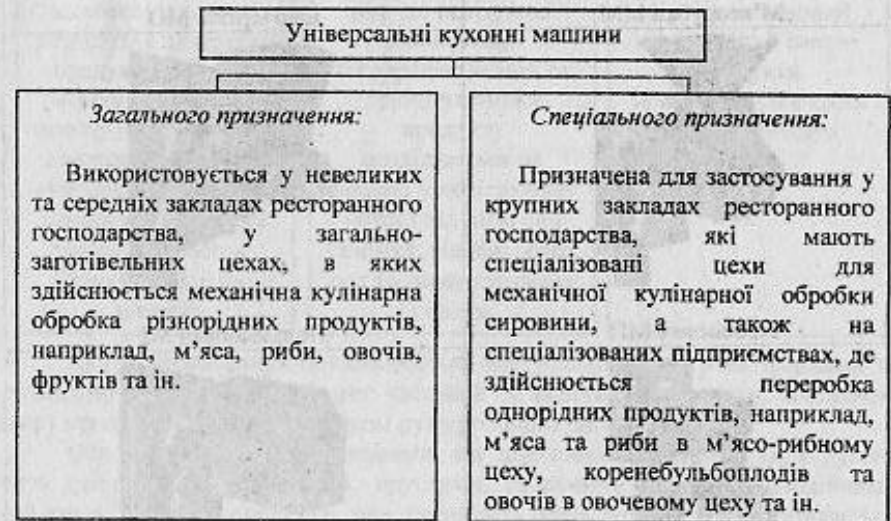 Універсальні кухонні машини
Загального призначення:
Використовується у невеликих
та середніх закладах ресторанного
господарства, у загально-
заготівельних цехах, в яких
здійснюється механічна кулінарна
обробка різнорідних продуктів,
наприклад, м’яса, риби, овочів,
фруктів та ін.
Спеціального призначення:
Призначена для застосування у
крупних закладах ресторанного
господарства, які мають
спеціалізовані цехи для
механічної кулінарної обробки
сировини, а також на
спеціалізованих підприємствах, де
здійснюється переробка
однорідних продуктів, наприклад,
м’яса та риби в м’ясо-рибному
цеху, коренебульбоплодів та
овочів в овочевому цеху та ін.